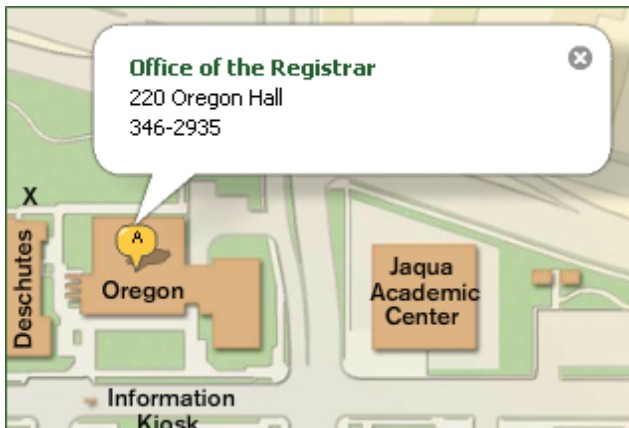 Office of the Registrar
220 Oregon Hall
346-2935
X
Deschutes
A
Oregon
Jaqua
Academic
Center
Information
Kiosk